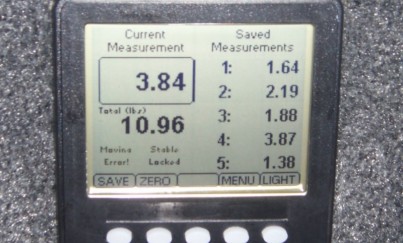 Current Saved
Measurement Measurements
3.84
1: 1.64
2: 2.19
3: 1.88
4: 3.87
5: 1.38
Total (lbs)
10.96
Moving Stable
Error! Locked
SAVE ZERO MENU LIGHT